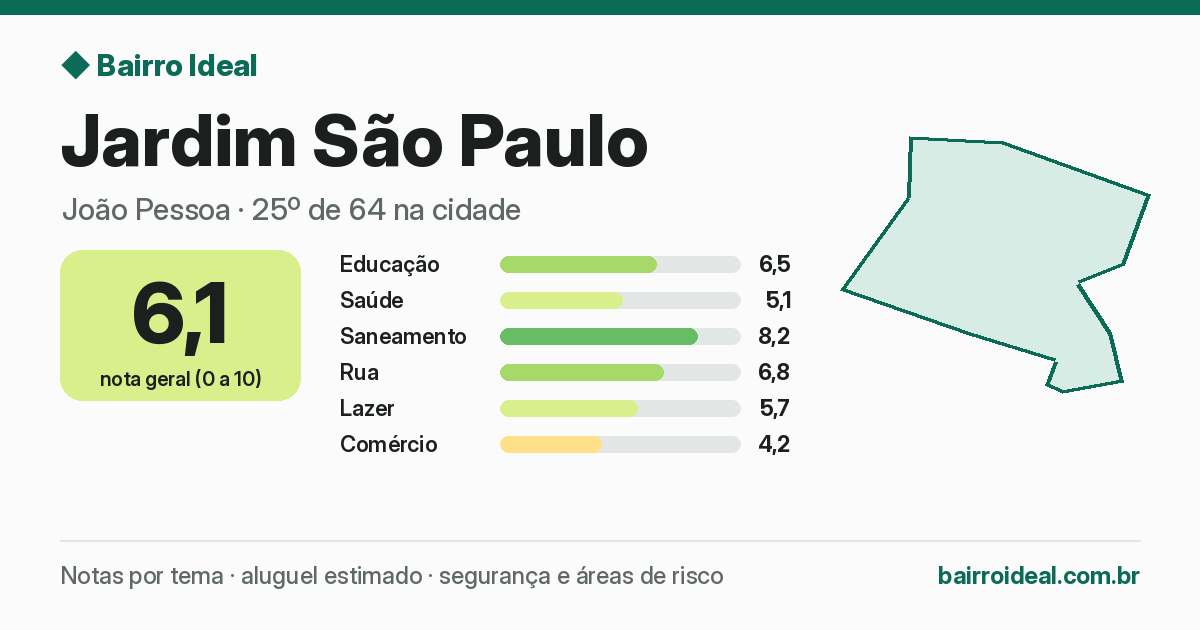 Bairro Ideal
Jardim São Paulo
João Pessoa · 25º de 64 na cidade
6,1
nota geral (0 a 10)
Educação 6,5
Saúde 5,1
Saneamento 8,2
Rua 6,8
Lazer 5,7
Comércio 4,2
Notas por tema · aluguel estimado · segurança e áreas de risco
bairroideal.com.br